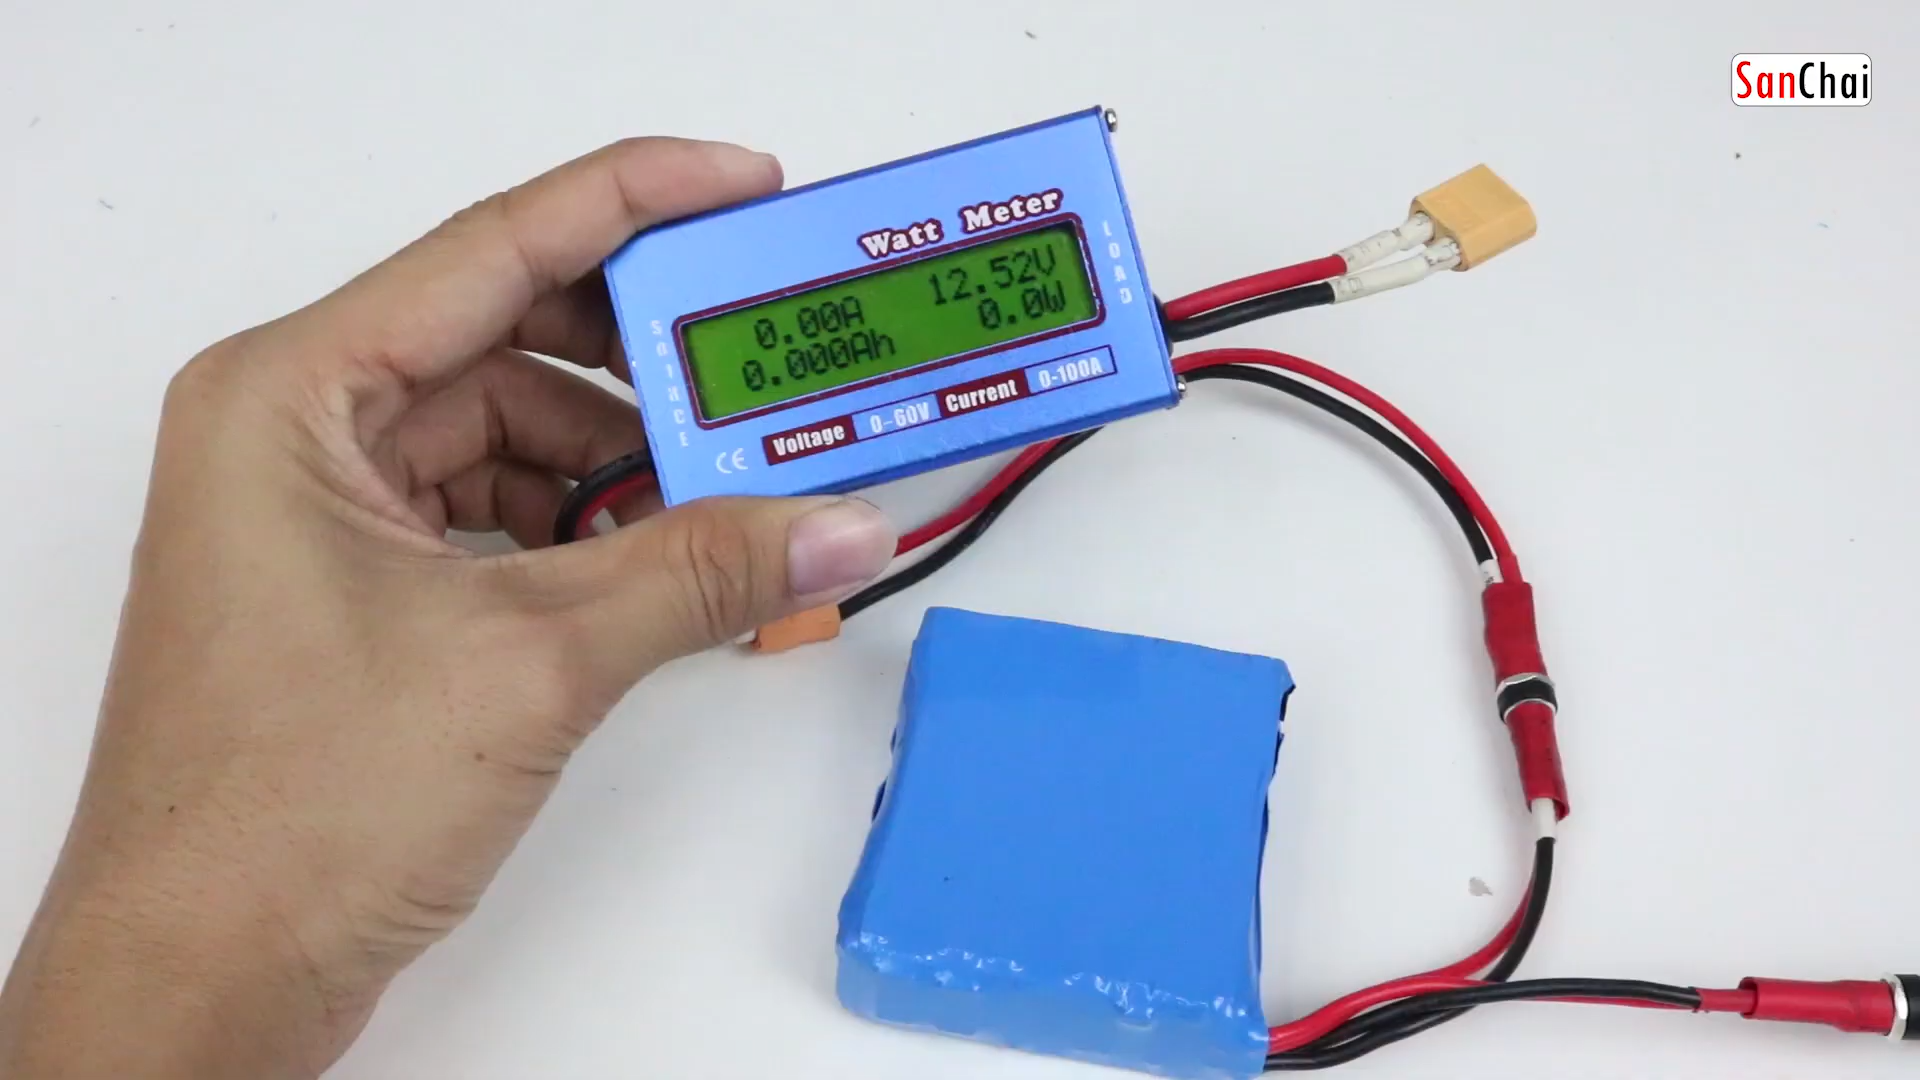 SanChai
Watt Meter
0.00A 12.52V
0.000Ah 0.0W
SOURCE
LOAD
CE Voltage 0-60V Current 0-100A